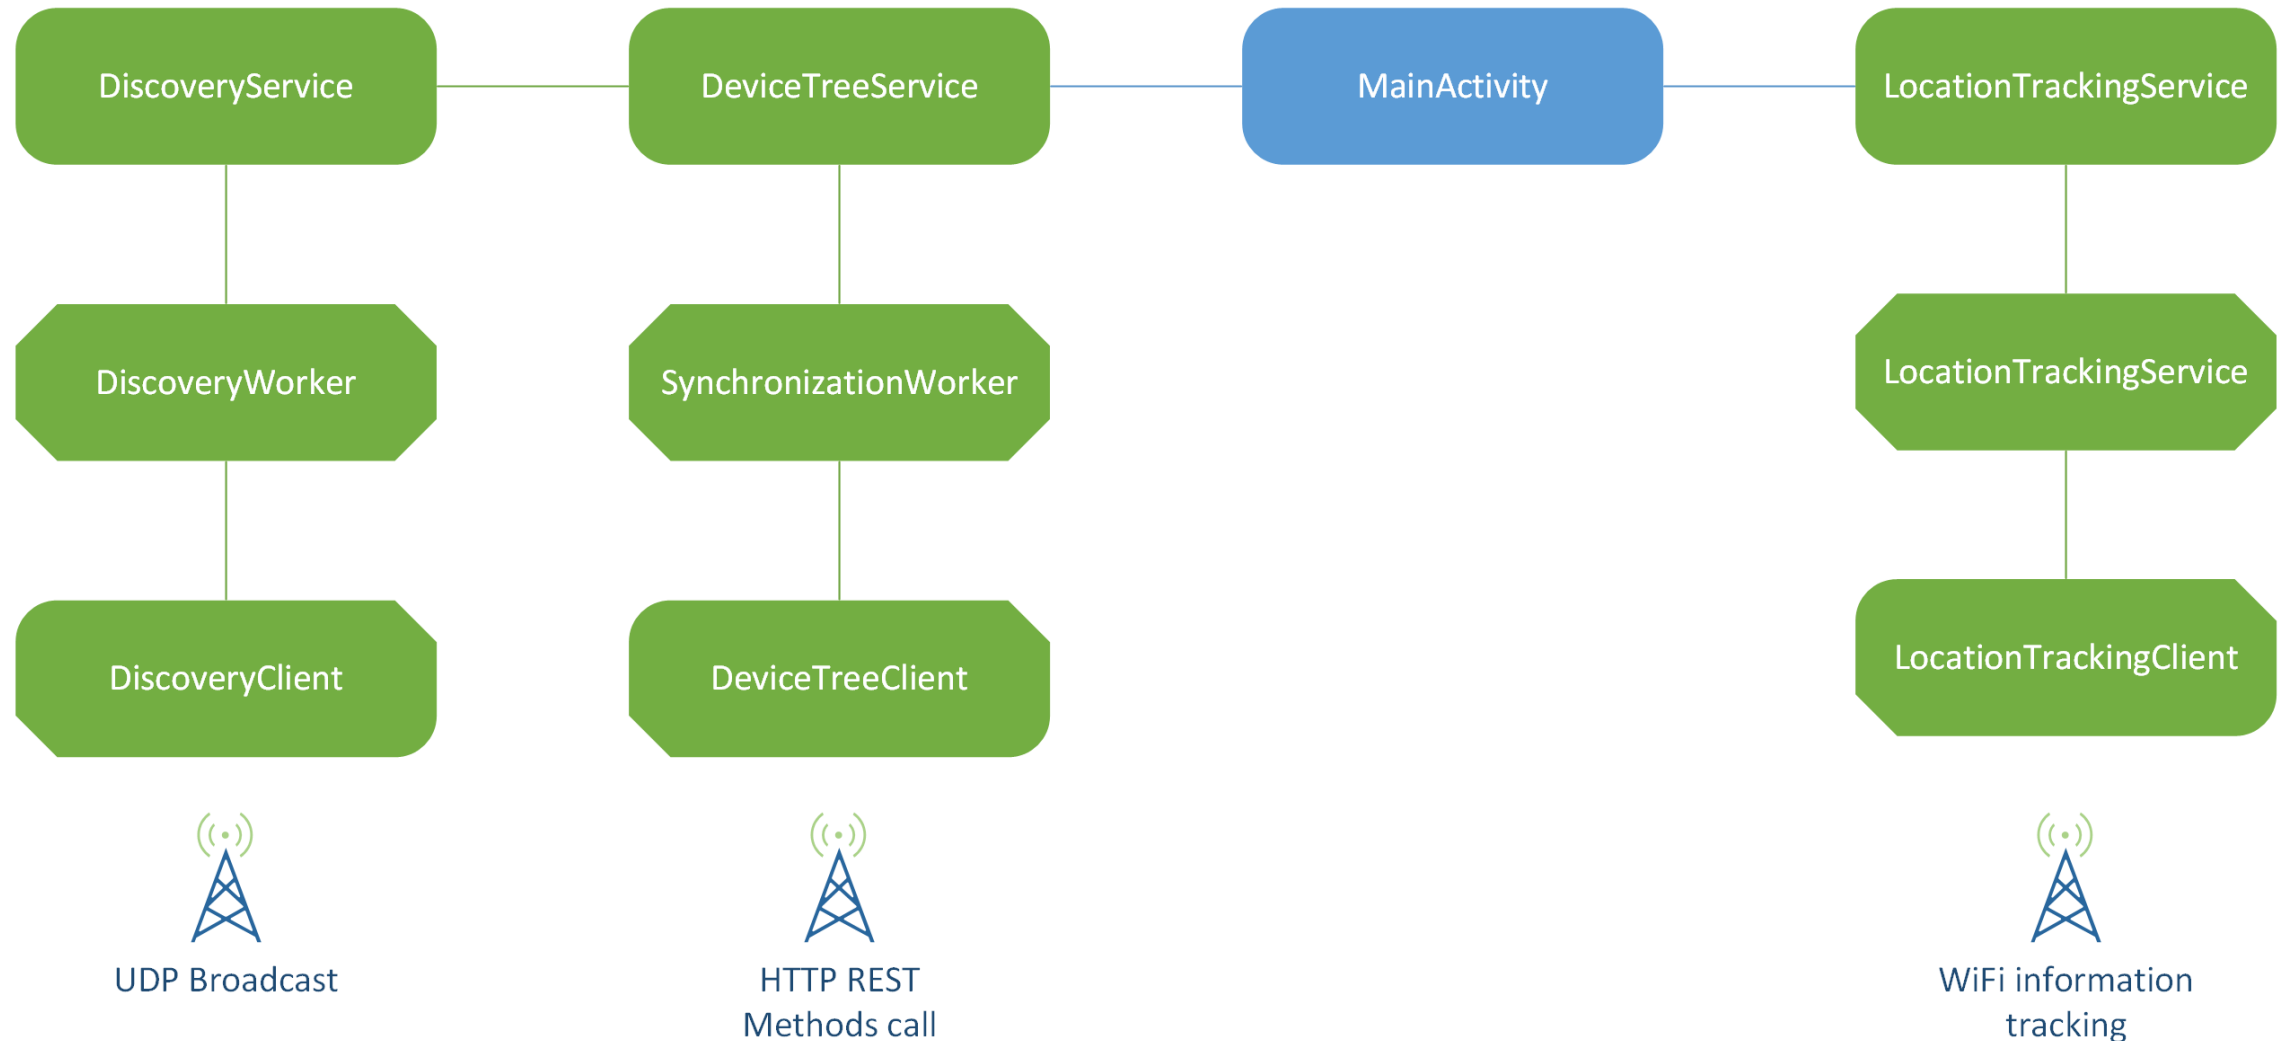 DiscoveryService
DeviceTreeService
MainActivity
LocationTrackingService
DiscoveryWorker
SynchronizationWorker
LocationTrackingService
DiscoveryClient
DeviceTreeClient
LocationTrackingClient
UDP Broadcast
HTTP REST
Methods call
WiFi information
tracking